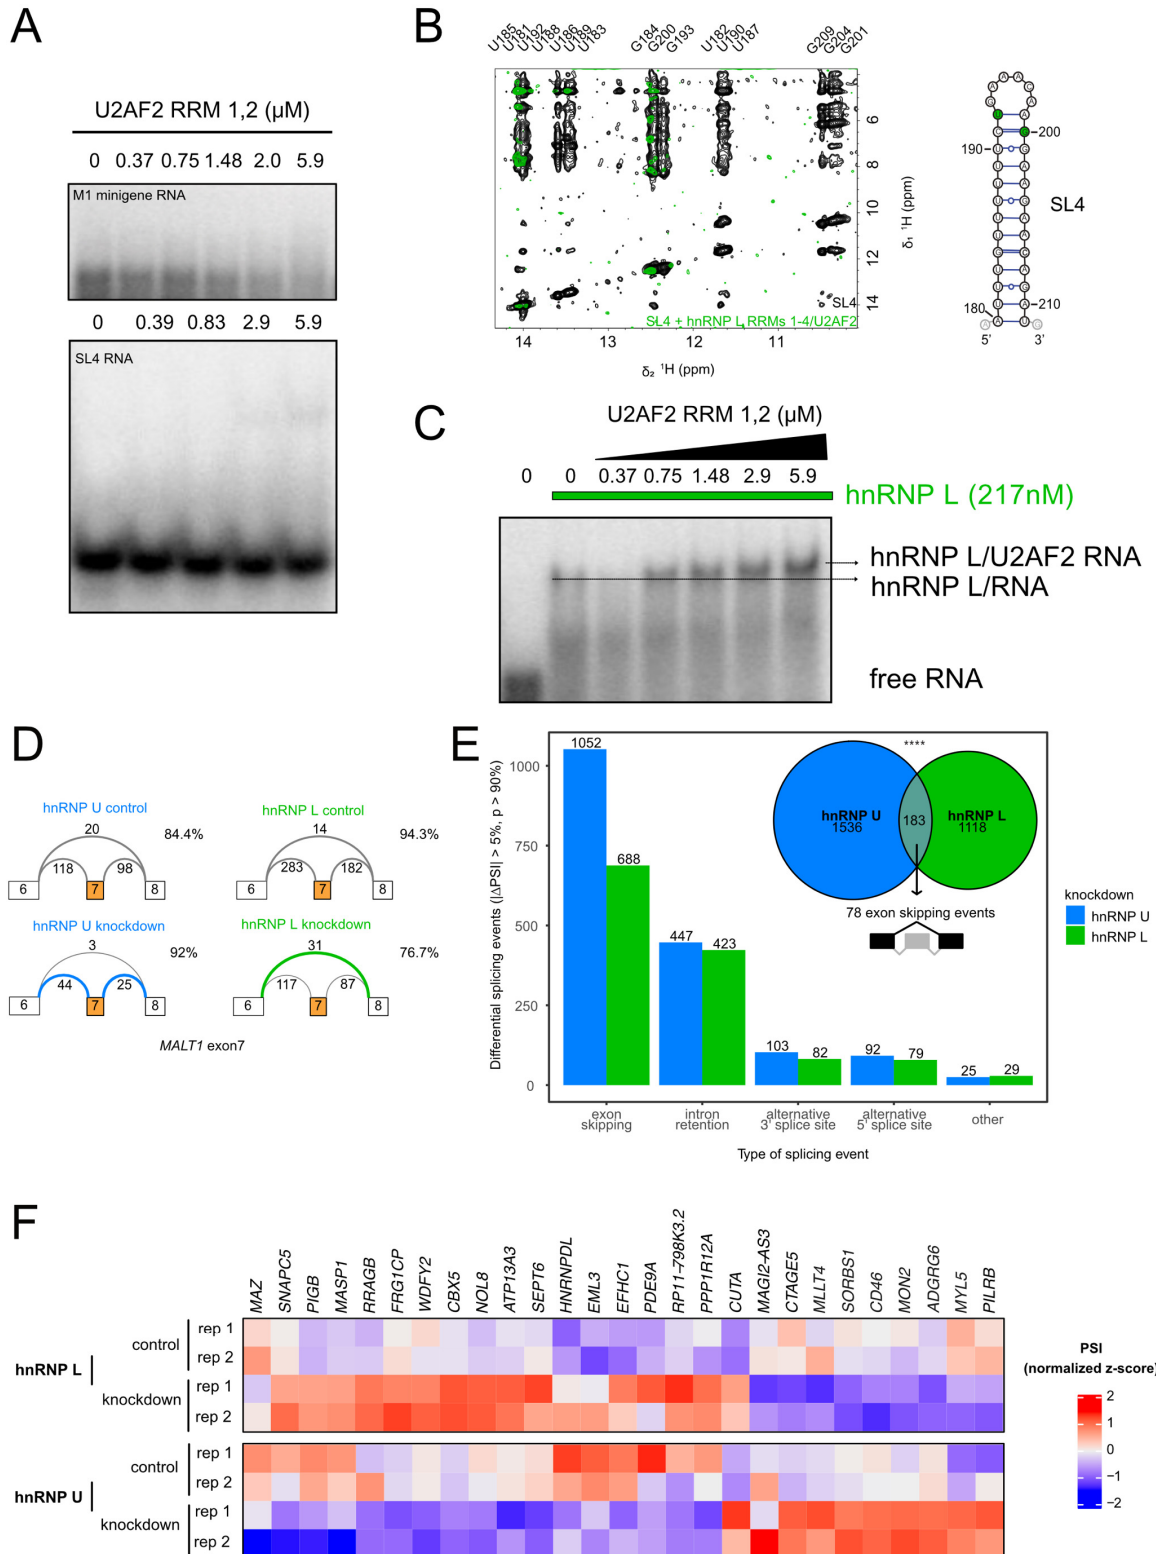 A
U2AF2 RRM 1,2 (μM)
0 0.37 0.75 1.48 2.0 5.9
M1 minigene RNA
0 0.39 0.83 2.9 5.9
SL4 RNA
B
U185 U181 U192 U188 U186 U189 U183 G184 G200 G193 U182 U190 U187 G209 G204 G201
6
8
10
12
14
δ₁ ¹H (ppm)
SL4
SL4 + hnRNP L RRMs 1-4/U2AF2
14 13 12 11
δ₂ ¹H (ppm)
190
200
SL4
180
210
5'
3'
C
U2AF2 RRM 1,2 (μM)
0 0 0.37 0.75 1.48 2.9 5.9
hnRNP L (217nM)
hnRNP L/U2AF2 RNA
hnRNP L/RNA
free RNA
D
hnRNP U control
20
84.4%
118 98
6 7 8
hnRNP L control
14
94.3%
283 182
6 7 8
hnRNP U knockdown
3
92%
44 25
6 7 8
hnRNP L knockdown
31
76.7%
117 87
6 7 8
MALT1 exon7
E
Differential splicing events (|ΔPSI| > 5%, p > 90%)
1000
750
500
250
0
1052 688
447 423
103 82
92 79
25 29
exon skipping
intron retention
alternative 3' splice site
alternative 5' splice site
other
Type of splicing event
****
hnRNP U
1536
183
hnRNP L
1118
78 exon skipping events
knockdown
hnRNP U
hnRNP L
F
MAZ SNAPC5 PIGB MASP1 RRAGB FRG1CP WDFY2 CBX5 NOL8 ATP13A3 SEPT6 HNRNPDL EML3 EFHC1 PDE9A RP11-798K3.2 PPP1R12A CUTA MAGI2-AS3 CTAGE5 MLLT4 SORBS1 CD46 MON2 ADGRG6 MYL5 PILRB
hnRNP L
control
rep 1
rep 2
knockdown
rep 1
rep 2
hnRNP U
control
rep 1
rep 2
knockdown
rep 1
rep 2
PSI
(normalized z-score)
2
1
0
−1
−2